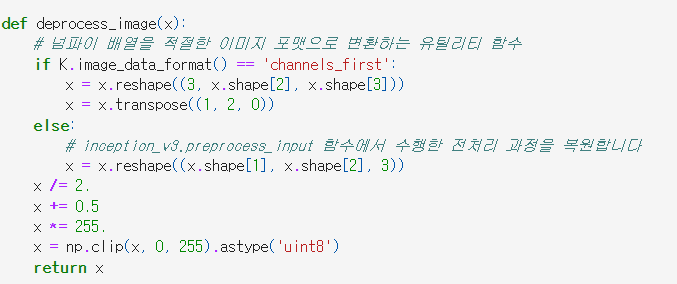 def deprocess_image(x):
    # 넘파이 배열을 적절한 이미지 포맷으로 변환하는 유틸리티 함수
    if K.image_data_format() == 'channels_first':
        x = x.reshape((3, x.shape[2], x.shape[3]))
        x = x.transpose((1, 2, 0))
    else:
        # inception_v3.preprocess_input 함수에서 수행한 전처리 과정을 복원합니다
        x = x.reshape((x.shape[1], x.shape[2], 3))
    x /= 2.
    x += 0.5
    x *= 255.
    x = np.clip(x, 0, 255).astype('uint8')
    return x